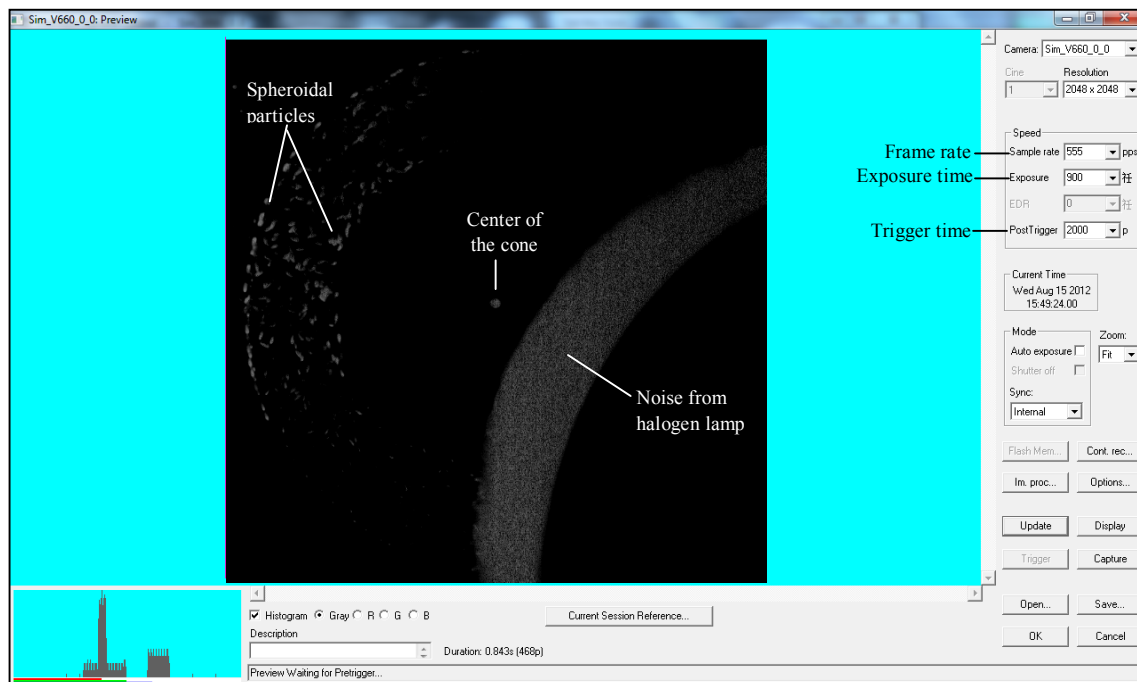 Sim_V660_0_0: Preview
Spheroidal
particles
Center of
the cone
Noise from
halogen lamp
Frame rate
Exposure time
Trigger time
Camera: Sim_V660_0_0
Cine Resolution
1 2048 x 2048
Speed
Sample rate 555 pps
Exposure 900
EDR 0
PostTrigger 2000 p
Current Time
Wed Aug 15 2012
15:49:24.00
Mode
Zoom:
Auto exposure
Fit
Shutter off
Sync:
Internal
Flash Mem... Cont. rec...
Im. proc... Options...
Update Display
Trigger Capture
Open... Save...
OK Cancel
Histogram Gray R G B
Current Session Reference...
Description
Duration: 0.843s (468p)
Preview Waiting for Pretrigger...